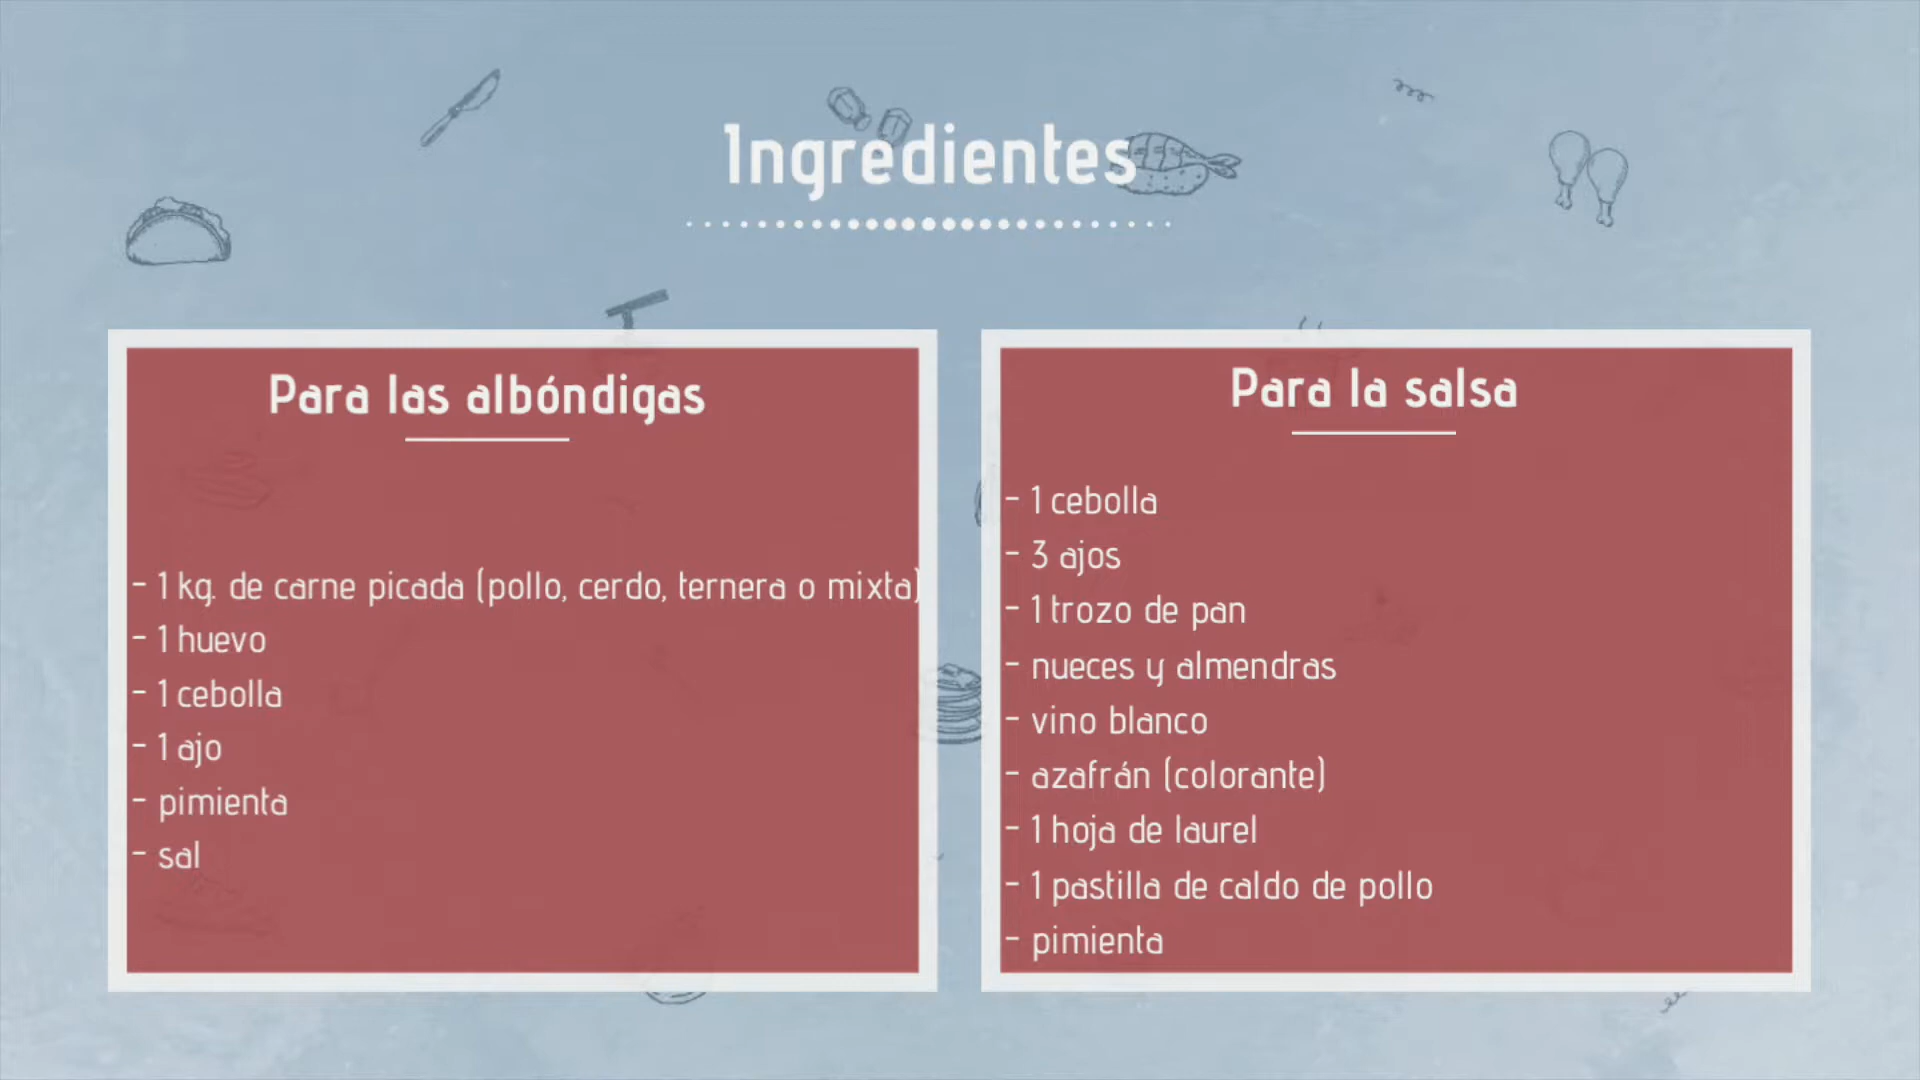 Ingredientes
Para las albóndigas
- 1 kg. de carne picada (pollo, cerdo, ternera o mixta)
- 1 huevo
- 1 cebolla
- 1 ajo
- pimienta
- sal
Para la salsa
- 1 cebolla
- 3 ajos
- 1 trozo de pan
- nueces y almendras
- vino blanco
- azafrán (colorante)
- 1 hoja de laurel
- 1 pastilla de caldo de pollo
- pimienta